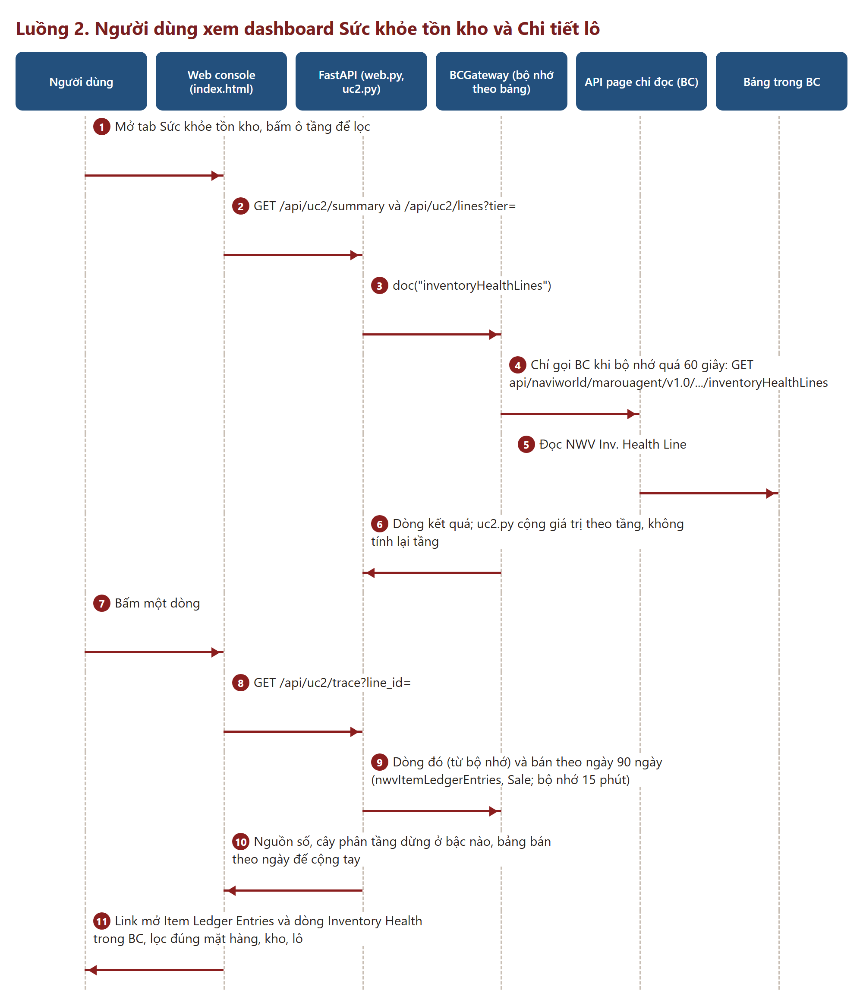 Luồng 2. Người dùng xem dashboard Sức khỏe tồn kho và Chi tiết lô
Người dùng
Web console
(index.html)
FastAPI (web.py,
uc2.py)
BCGateway (bộ nhớ
theo bảng)
API page chỉ đọc (BC)
Bảng trong BC
1 Mở tab Sức khỏe tồn kho, bấm ô tầng để lọc
2 GET /api/uc2/summary và /api/uc2/lines?tier=
3 doc("inventoryHealthLines")
4 Chỉ gọi BC khi bộ nhớ quá 60 giây: GET
api/naviworld/marouagent/v1.0/.../inventoryHealthLines
5 Đọc NWV Inv. Health Line
6 Dòng kết quả; uc2.py cộng giá trị theo tầng, không
tính lại tầng
7 Bấm một dòng
8 GET /api/uc2/trace?line_id=
9 Dòng đó (từ bộ nhớ) và bán theo ngày 90 ngày
(nwvItemLedgerEntries, Sale; bộ nhớ 15 phút)
10 Nguồn số, cây phân tầng dừng ở bậc nào, bảng bán
theo ngày để cộng tay
11 Link mở Item Ledger Entries và dòng Inventory Health
trong BC, lọc đúng mặt hàng, kho, lô